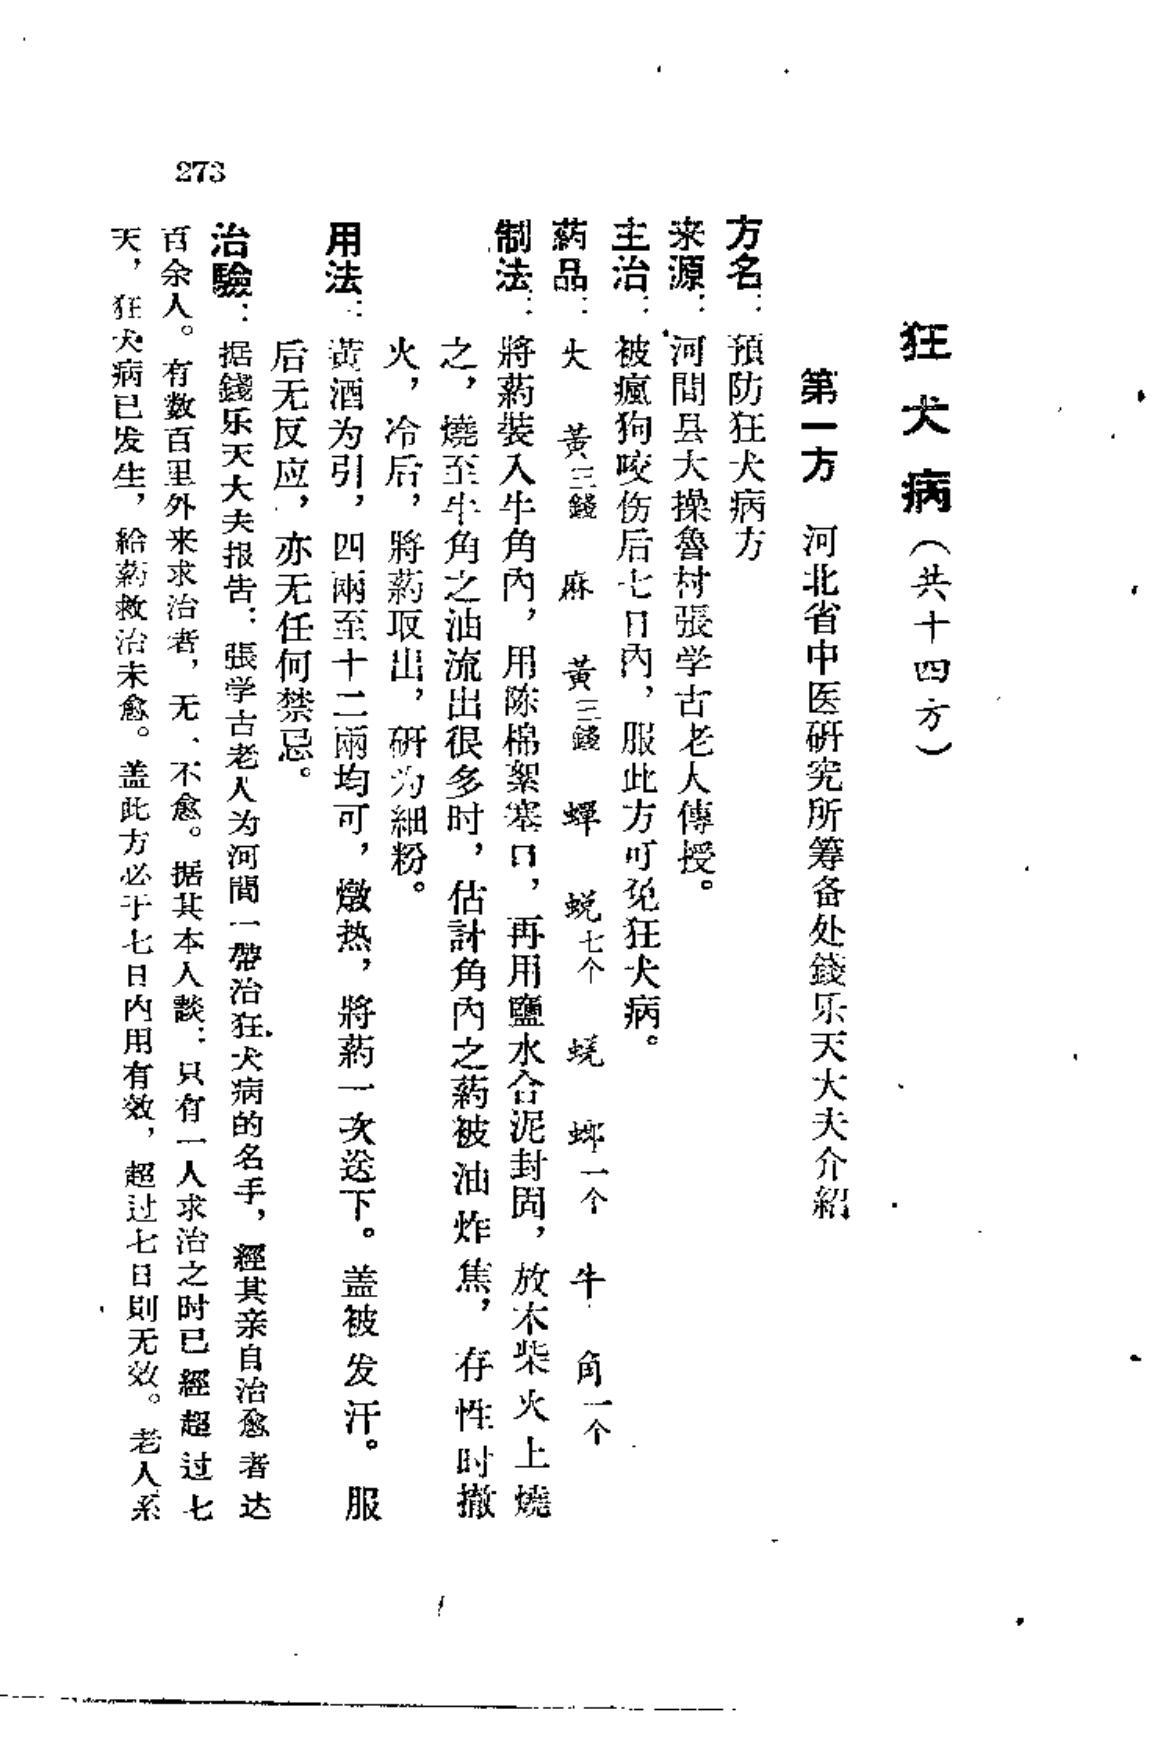 狂犬病（共十四方）
第一方　河北省中医研究所筹备处錢乐天大夫介紹
方名：預防狂犬病方
来源：河間县大操魯村張学古老人傳授。
主治：被瘋狗咬伤后七日內，服此方可免狂犬病。
葯品：大黃三錢　麻黃三錢　蟬蛻七个　蜣螂一个　牛角一个
制法：將葯裝入牛角內，用陈棉絮塞口，再用鹽水合泥封固，放木柴火上燒
之，燒至牛角之油流出很多时，估計角內之葯被油炸焦，存性时撤
火，冷后，將葯取出，研为細粉。
用法：黃酒为引，四兩至十二兩均可，燉热，將葯一次送下。盖被发汗。服
后无反应，亦无任何禁忌。
治驗：据錢乐天大夫报告：張学古老人为河間一帶治狂犬病的名手，經其亲自治愈者达
百余人。有数百里外来求治者，无不愈。据其本人談：只有一人求治之时已經超过七
天，狂犬病已发生，給葯救治未愈。盖此方必于七日內用有效，超过七日則无效。老人系
273